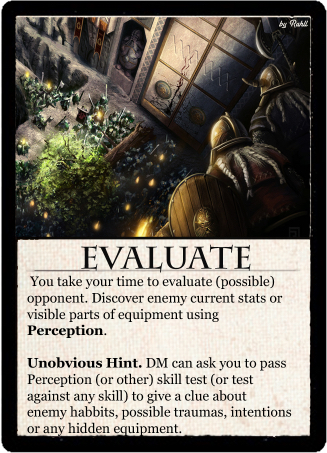 by Rahll
EVALUATE
You take your time to evaluate (possible)
opponent. Discover enemy current stats or
visible parts of equipment using
Perception.
Unobvious Hint. DM can ask you to pass
Perception (or other) skill test (or test
against any skill) to give a clue about
enemy habbits, possible traumas, intentions
or any hidden equipment.